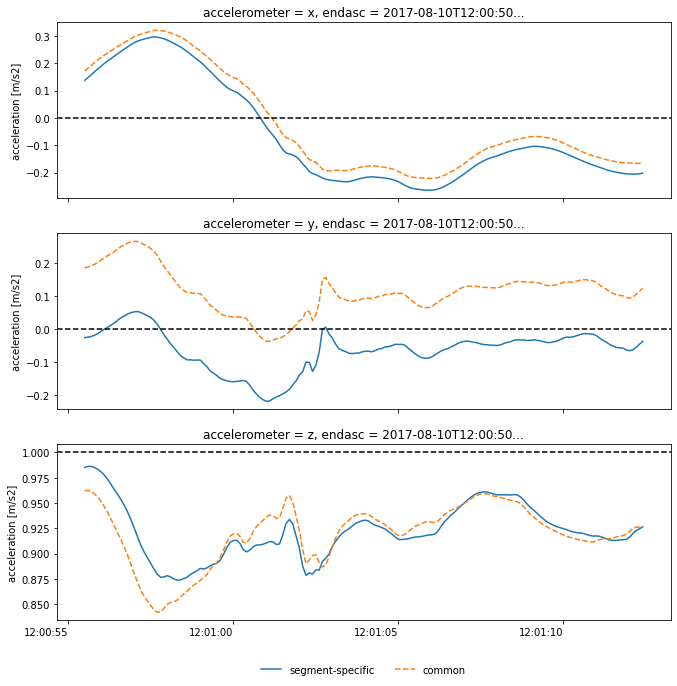 accelerometer = x, endasc = 2017-08-10T12:00:50...
acceleration [m/s2]
0.3
0.2
0.1
0.0
−0.1
−0.2
accelerometer = y, endasc = 2017-08-10T12:00:50...
acceleration [m/s2]
0.2
0.1
0.0
−0.1
−0.2
accelerometer = z, endasc = 2017-08-10T12:00:50...
acceleration [m/s2]
1.000
0.975
0.950
0.925
0.900
0.875
0.850
12:00:55 12:01:00 12:01:05 12:01:10
segment-specific common